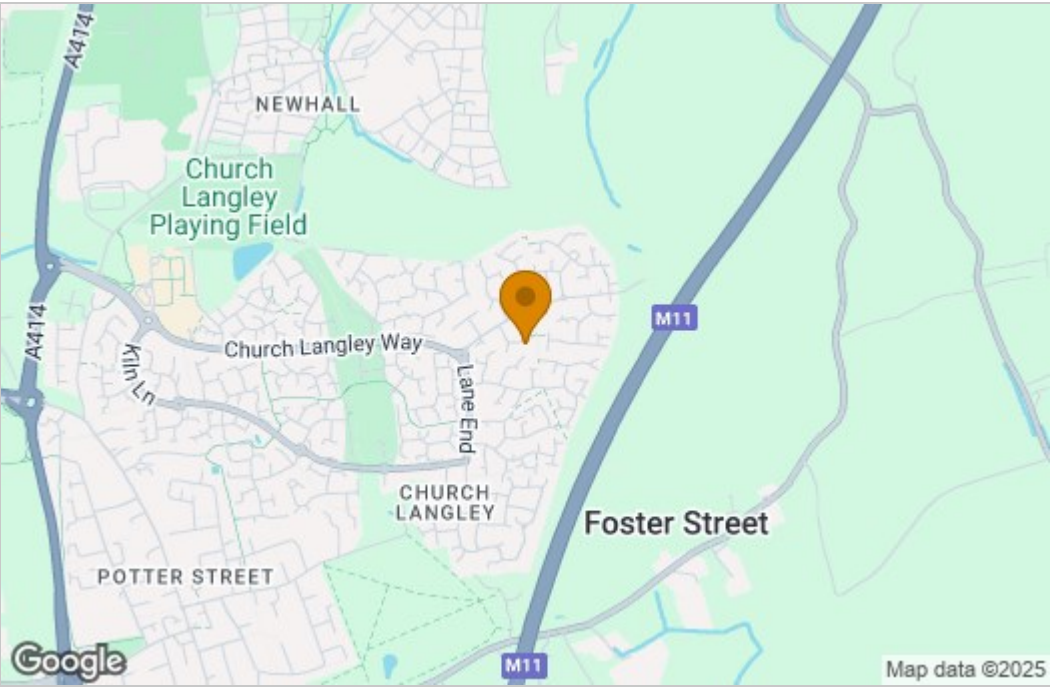 A414
NEWHALL
Church
Langley
Playing Field
M11
A414
Church Langley Way
Kiln Ln
Lane End
CHURCH
LANGLEY
Foster Street
POTTER STREET
M11
Google
Map data ©2025